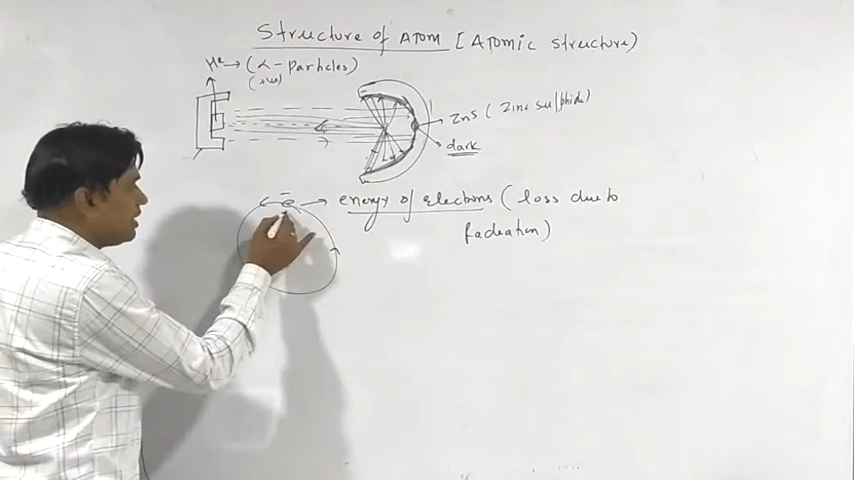 Structure of Atom [Atomic structure)
He → (α - Particles)
(+ve)
ZnS ( Zinc sulphide)
dark
e → energy of electrons ( loss due to
Radiation)